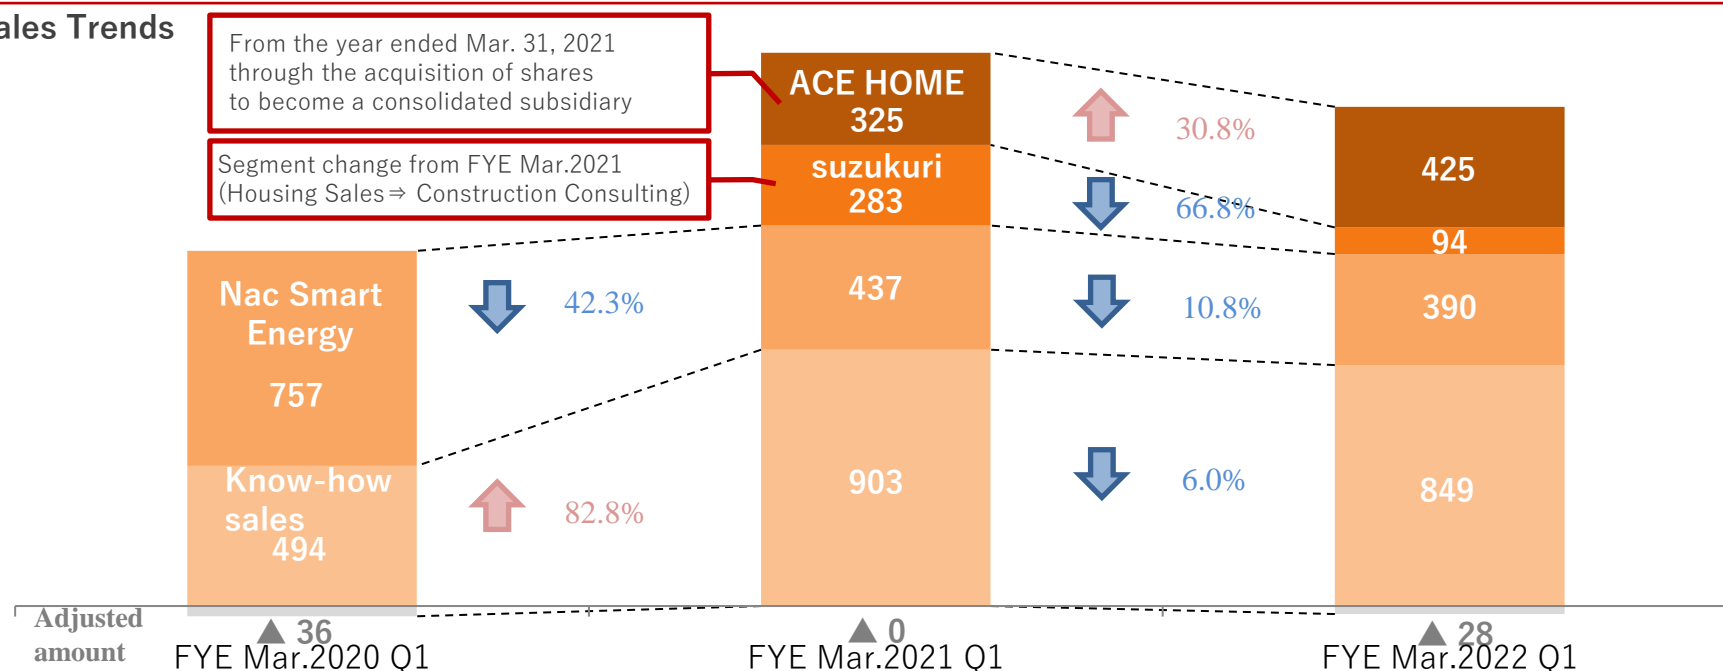 ales Trends
From the year ended Mar. 31, 2021
through the acquisition of shares
to become a consolidated subsidiary
Segment change from FYE Mar.2021
(Housing Sales⇒ Construction Consulting)
Nac Smart
Energy
757
Know-how
sales
494
42.3%
82.8%
ACE HOME
325
suzukuri
283
437
903
30.8%
66.8%
10.8%
6.0%
425
94
390
849
Adjusted
amount
▲ 36
▲ 0
▲ 28
FYE Mar.2020 Q1
FYE Mar.2021 Q1
FYE Mar.2022 Q1